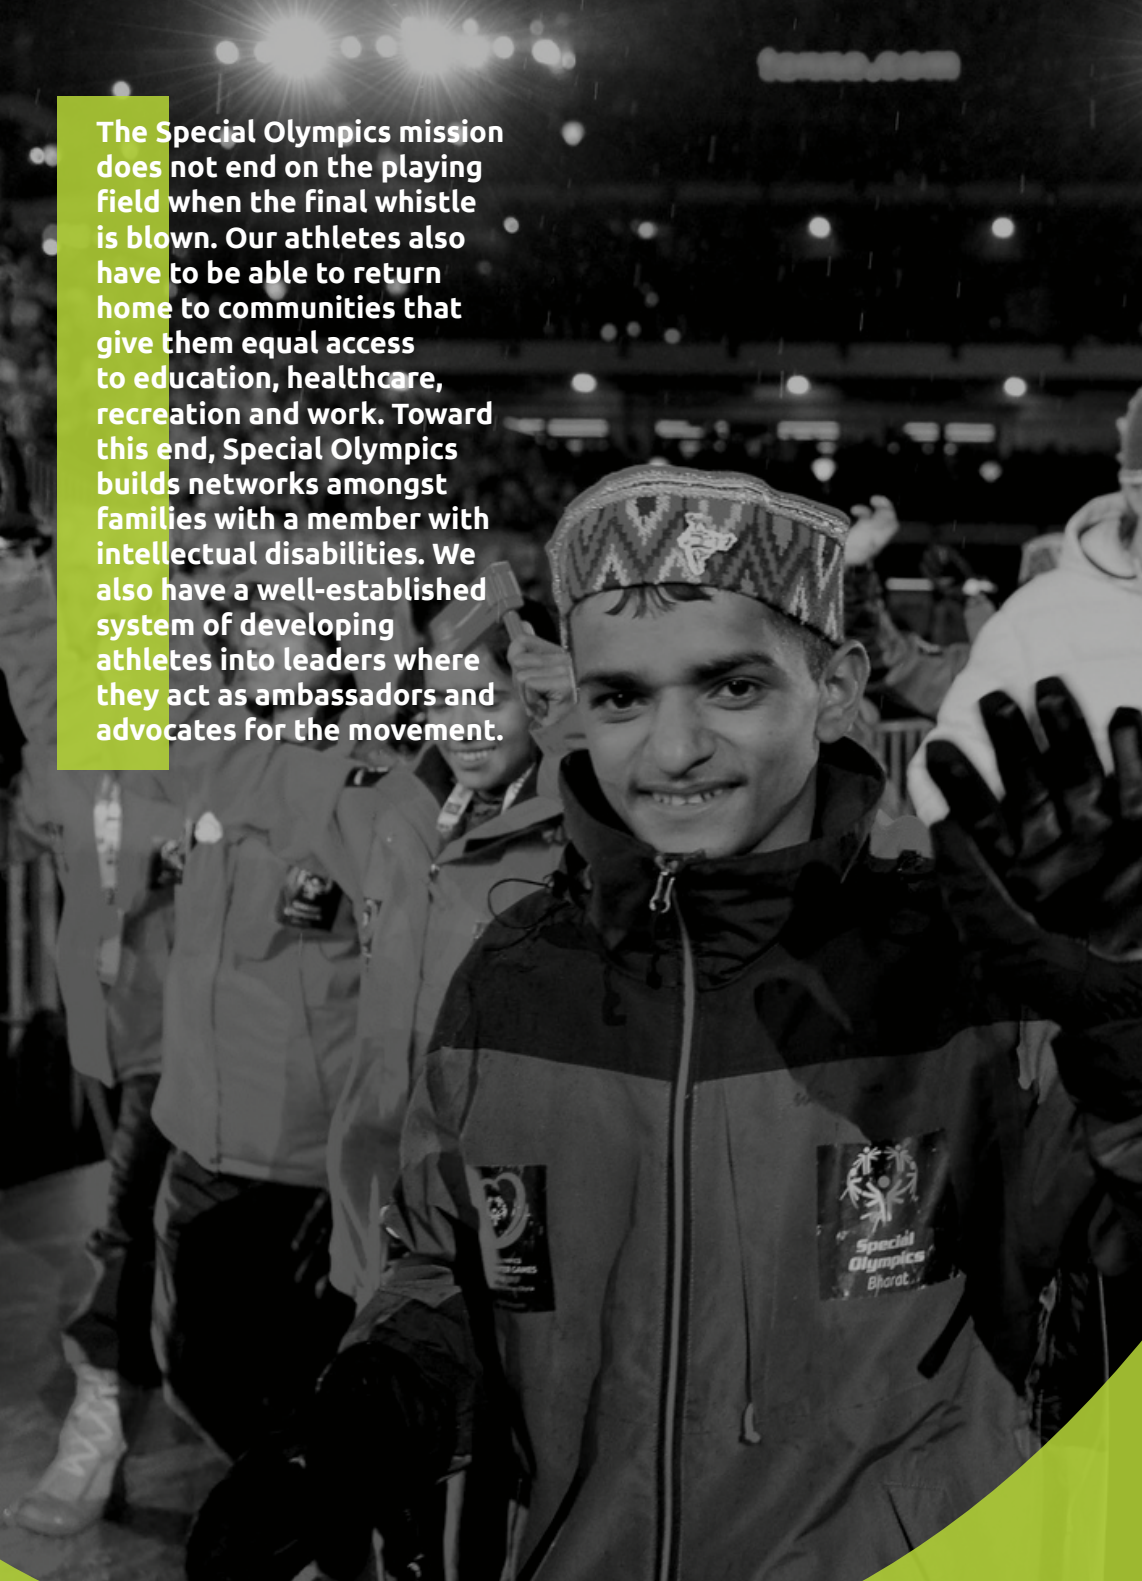 The Special Olympics mission
does not end on the playing
field when the final whistle
is blown. Our athletes also
have to be able to return
home to communities that
give them equal access
to education, healthcare,
recreation and work. Toward
this end, Special Olympics
builds networks amongst
families with a member with
intellectual disabilities. We
also have a well-established
system of developing
athletes into leaders where
they act as ambassadors and
advocates for the movement.
Special
Olympics
Bharat
GAMES